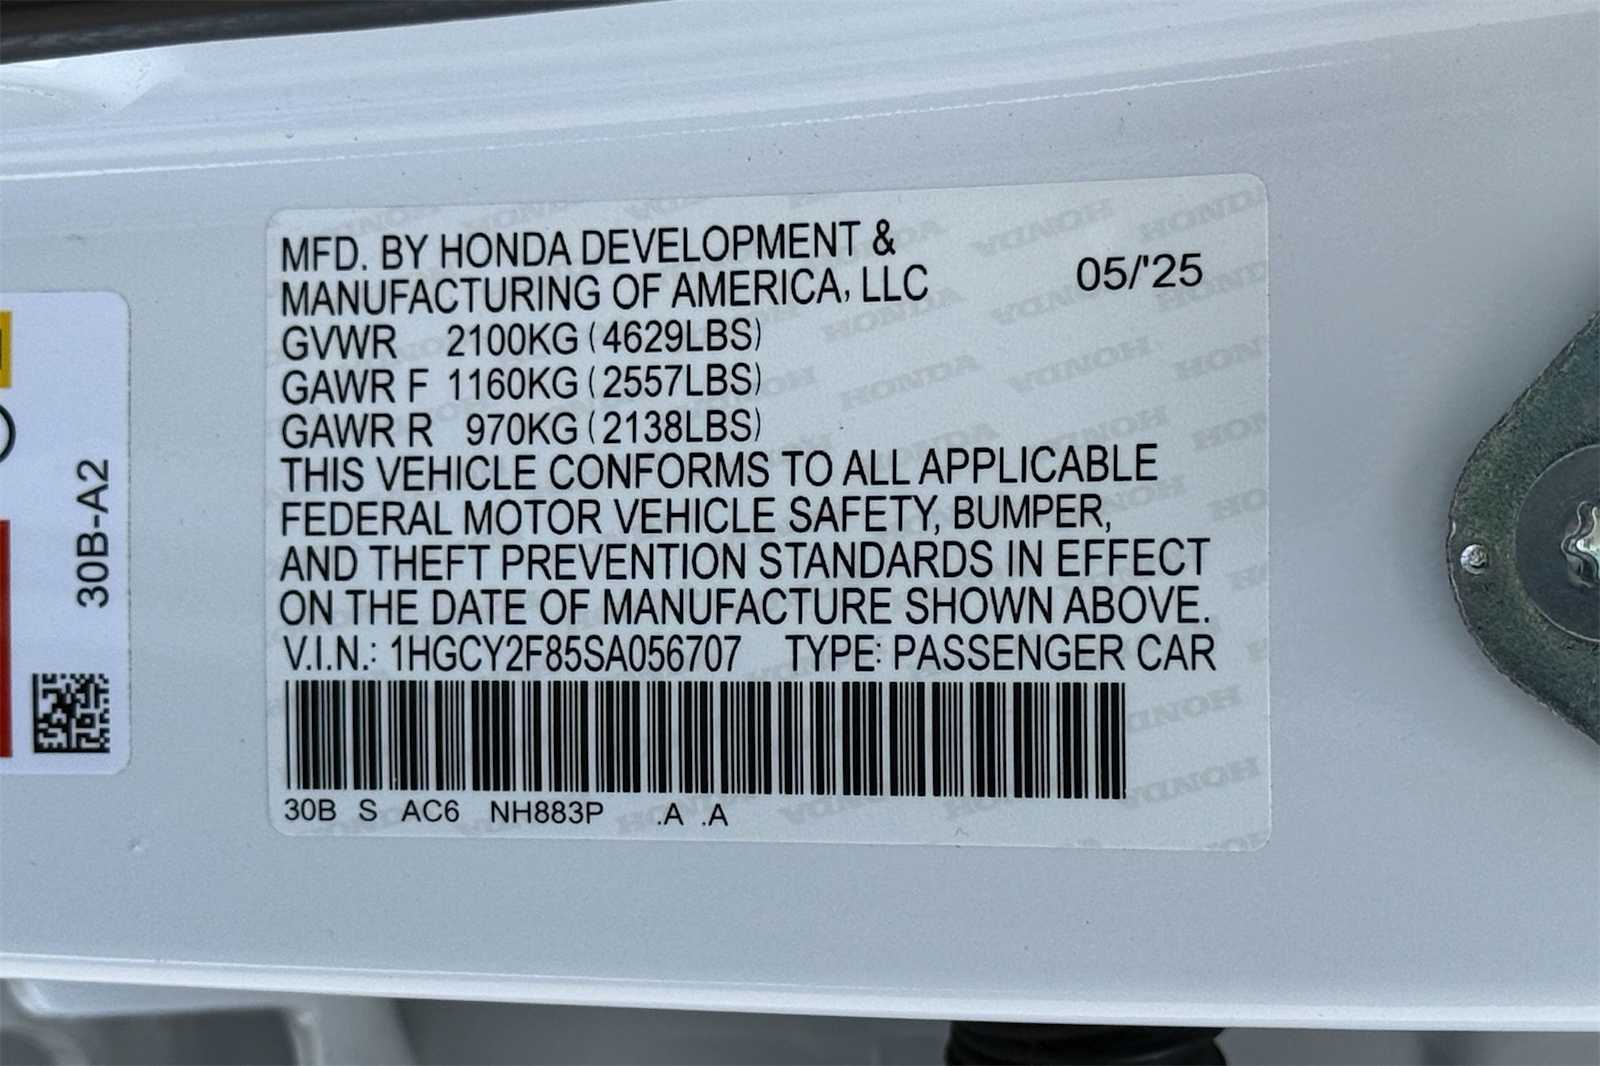 MFD. BY HONDA DEVELOPMENT &
MANUFACTURING OF AMERICA, LLC 05/'25
GVWR 2100KG (4629LBS)
GAWR F 1160KG (2557LBS)
GAWR R 970KG (2138LBS)
THIS VEHICLE CONFORMS TO ALL APPLICABLE
FEDERAL MOTOR VEHICLE SAFETY, BUMPER,
AND THEFT PREVENTION STANDARDS IN EFFECT
ON THE DATE OF MANUFACTURE SHOWN ABOVE.
V.I.N.: 1HGCY2F85SA056707 TYPE: PASSENGER CAR
30B S AC6 NH883P .A .A
30B-A2